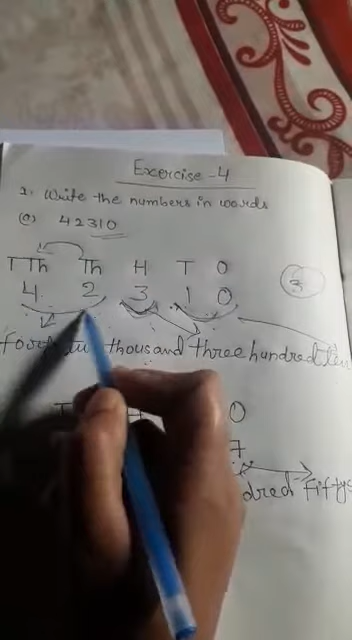 Exercise-4
1. Write the numbers in words
@ 42310
TTh Th H T O
4 2 3 1 0
3
thousand three hundred ten
O
7
dred fifty